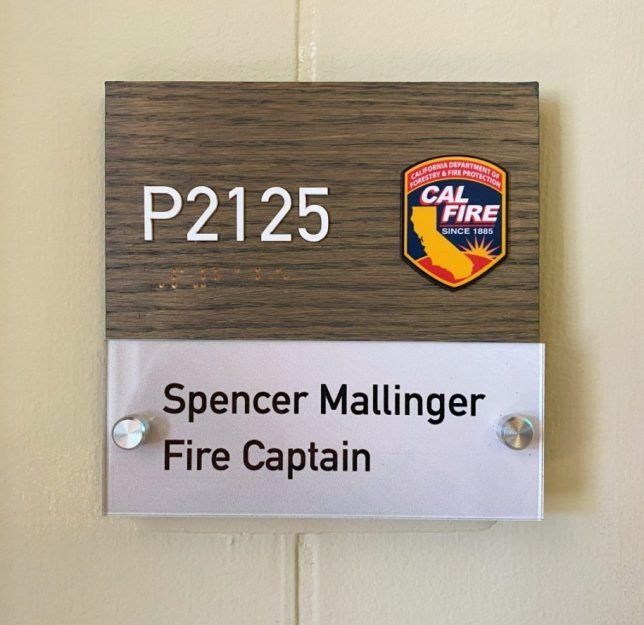 P2125
CALIFORNIA DEPARTMENT OF
FORESTRY & FIRE PROTECTION
CAL
FIRE
SINCE 1885
Spencer Mallinger
Fire Captain